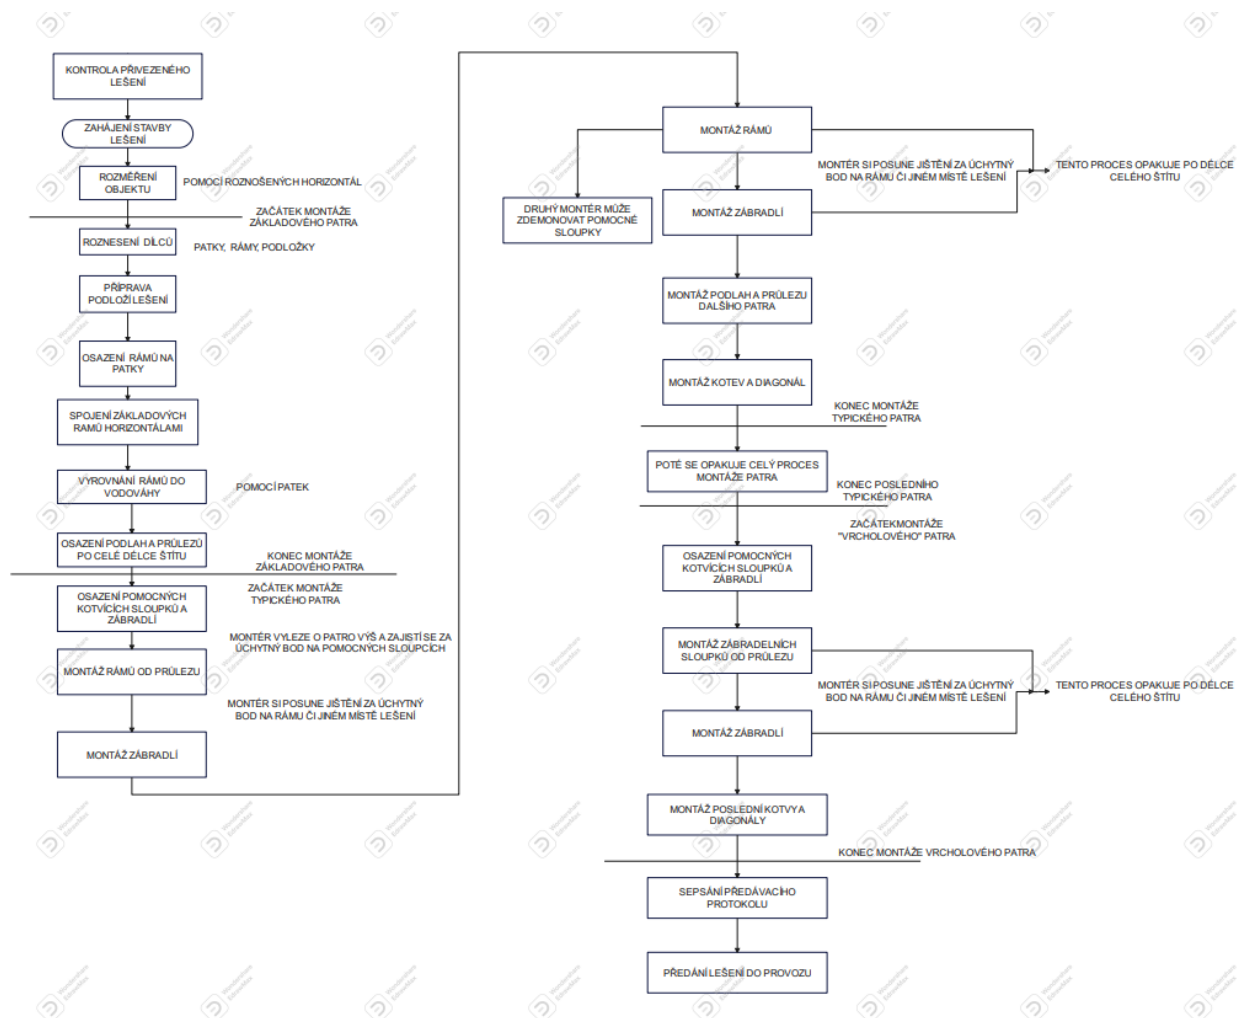 KONTROLA PŘIVEZENÉHO
LEŠENÍ
ZAHÁJENÍ STAVBY
LEŠENÍ
ROZMĚŘENÍ
OBJEKTU
POMOCÍ ROZNOŠENÝCH HORIZONTÁL
ZAČÁTEK MONTÁŽE
ZÁKLADOVÉHO PATRA
ROZNESENÍ DÍLCŮ
PATKY, RÁMY, PODLOŽKY
PŘÍPRAVA
PODLOŽÍ LEŠENÍ
OSAZENÍ RÁMŮ NA
PATKY
SPOJENÍ ZÁKLADOVÝCH
RAMŮ HORIZONTÁLAMI
VYROVNÁNÍ RÁMŮ DO
VODOVÁHY
POMOCÍ PATEK
OSAZENÍ PODLAH A PRŮLEZŮ
PO CELÉ DÉLCE ŠTÍTU
KONEC MONTÁŽE
ZÁKLADOVÉHO PATRA
ZAČÁTEK MONTÁŽE
TYPICKÉHO PATRA
OSAZENÍ POMOCNÝCH
KOTVÍCÍCH SLOUPKŮ A
ZÁBRADLÍ
MONTÉR VYLEZE O PATRO VÝŠ A ZAJISTÍ SE ZA
ÚCHYTNÝ BOD NA POMOCNÝCH SLOUPCÍCH
MONTÁŽ RÁMŮ OD PRŮLEZU
MONTÉR SI POSUNE JIŠTĚNÍ ZA ÚCHYTNÝ
BOD NA RÁMU ČI JINÉM MÍSTĚ LEŠENÍ
MONTÁŽ ZÁBRADLÍ
MONTÁŽ RÁMŮ
MONTÉR SI POSUNE JIŠTĚNÍ ZA ÚCHYTNÝ
BOD NA RÁMU ČI JINÉM MÍSTĚ LEŠENÍ
TENTO PROCES OPAKUJE PO DÉLCE
CELÉHO ŠTÍTU
DRUHÝ MONTÉR MŮŽE
ZDEMONOVAT POMOCNÉ
SLOUPKY
MONTÁŽ ZÁBRADLÍ
MONTÁŽ PODLAH A PRŮLEZU
DALŠÍHO PATRA
MONTÁŽ KOTEV A DIAGONÁL
KONEC MONTÁŽE
TYPICKÉHO PATRA
POTÉ SE OPAKUJE CELÝ PROCES
MONTÁŽE PATRA
KONEC POSLEDNÍHO
TYPICKÉHO PATRA
ZAČÁTEKMONTÁŽE
"VRCHOLOVÉHO" PATRA
OSAZENÍ POMOCNÝCH
KOTVÍCÍCH SLOUPKŮ A
ZÁBRADLÍ
MONTÁŽ ZÁBRADELNÍCH
SLOUPKŮ OD PRŮLEZU
MONTÉR SI POSUNE JIŠTĚNÍ ZA ÚCHYTNÝ
BOD NA RÁMU ČI JINÉM MÍSTĚ LEŠENÍ
TENTO PROCES OPAKUJE PO DÉLCE
CELÉHO ŠTÍTU
MONTÁŽ ZÁBRADLÍ
MONTÁŽ POSLEDNÍ KOTVY A
DIAGONÁLY
KONEC MONTÁŽE VRCHOLOVÉHO PATRA
SEPSÁNÍ PŘEDÁVACÍHO
PROTOKOLU
PŘEDÁNÍ LEŠENÍ DO PROVOZU